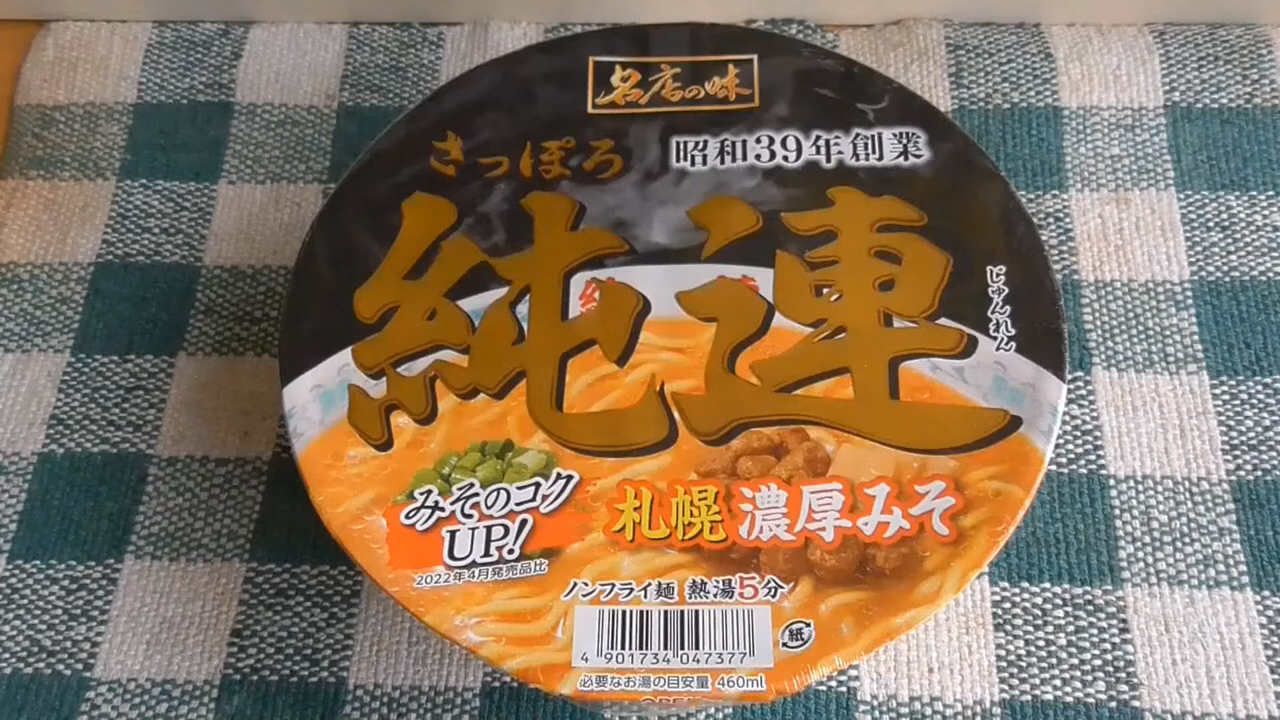 名店の味
さっぽろ
昭和39年創業
純連
じゅんれん
みそのコク
UP!
2022年4月発売品比
札幌 濃厚みそ
ノンフライ麺 熱湯5分
4 901734 047377
紙
必要なお湯の目安量 460ml